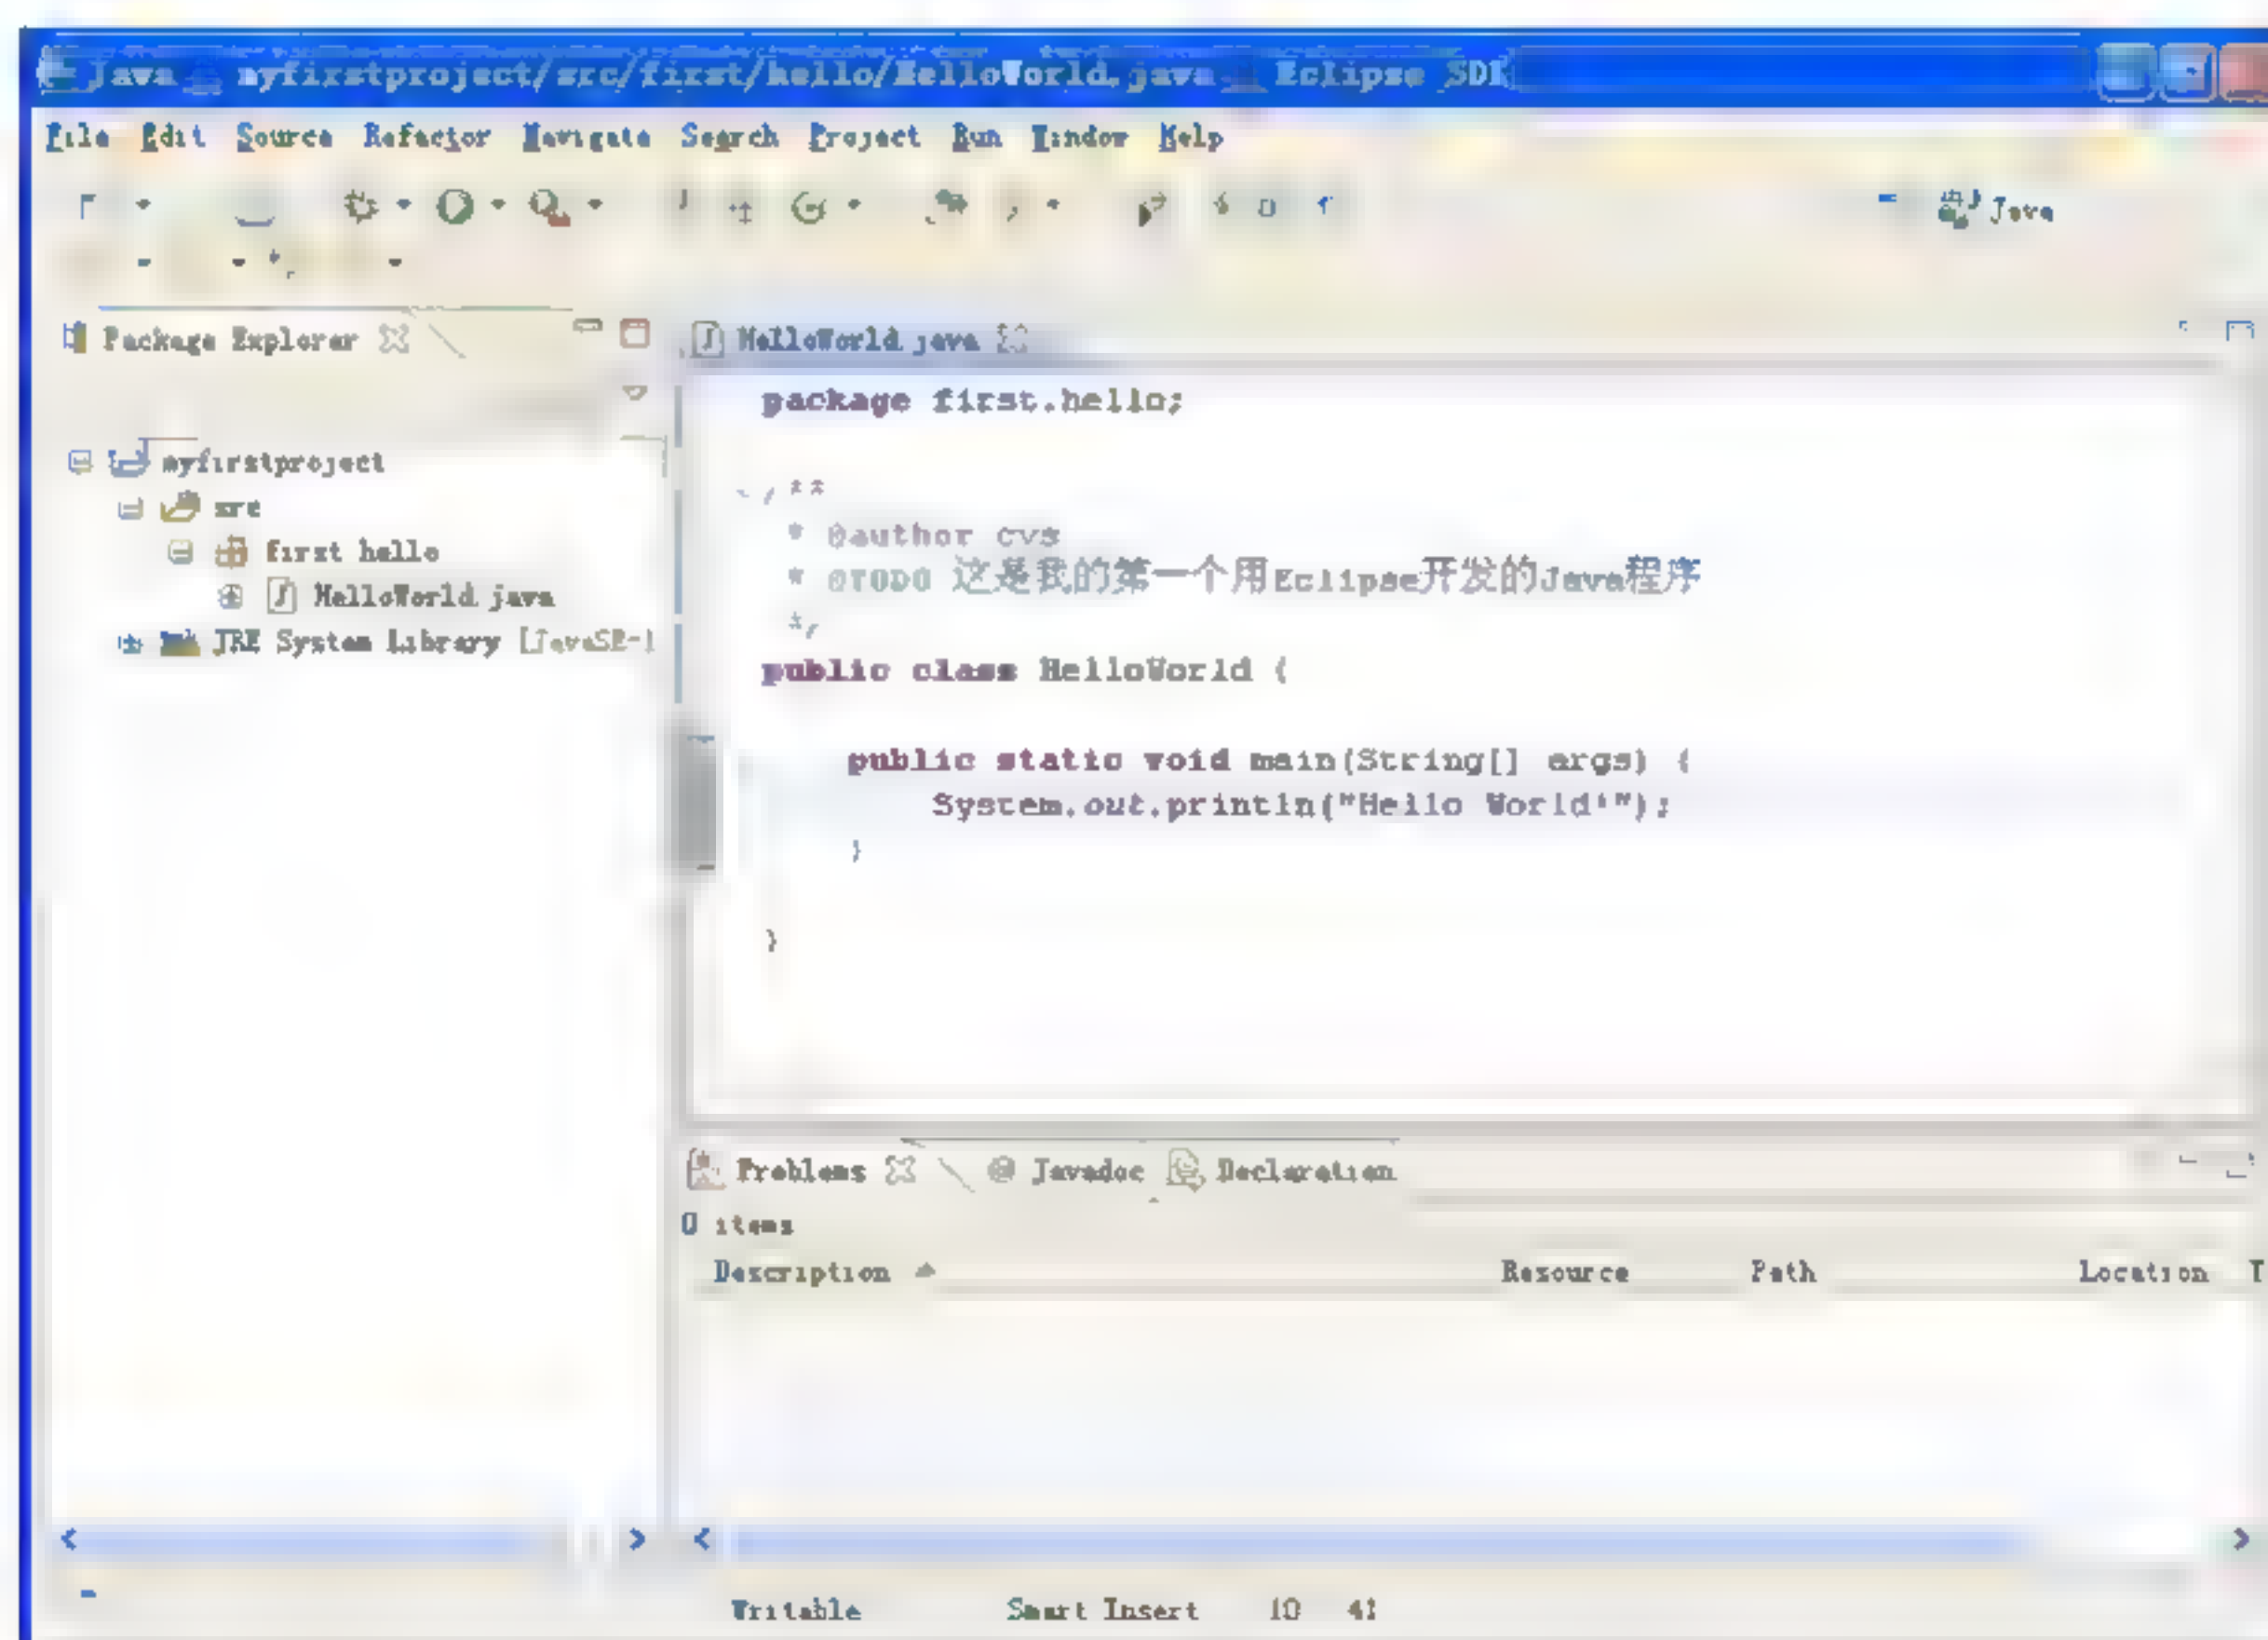 Java - myfirstproject/src/first/hello/HelloWorld.java - Eclipse SDK
File Edit Source Refactor Navigate Search Project Run Window Help
Java
Package Explorer
HelloWorld.java
myfirstproject
src
first.hello
HelloWorld.java
JRE System Library [JavaSE-1
package first.hello;
/**
* @author cvs
* @TODO 这是我的第一个用Eclipse开发的Java程序
*/
public class HelloWorld {
public static void main(String[] args) {
System.out.println("Hello World!");
}
}
Problems @ Javadoc Declaration
0 items
Description Resource Path Location T
Writable Smart Insert 10 : 41